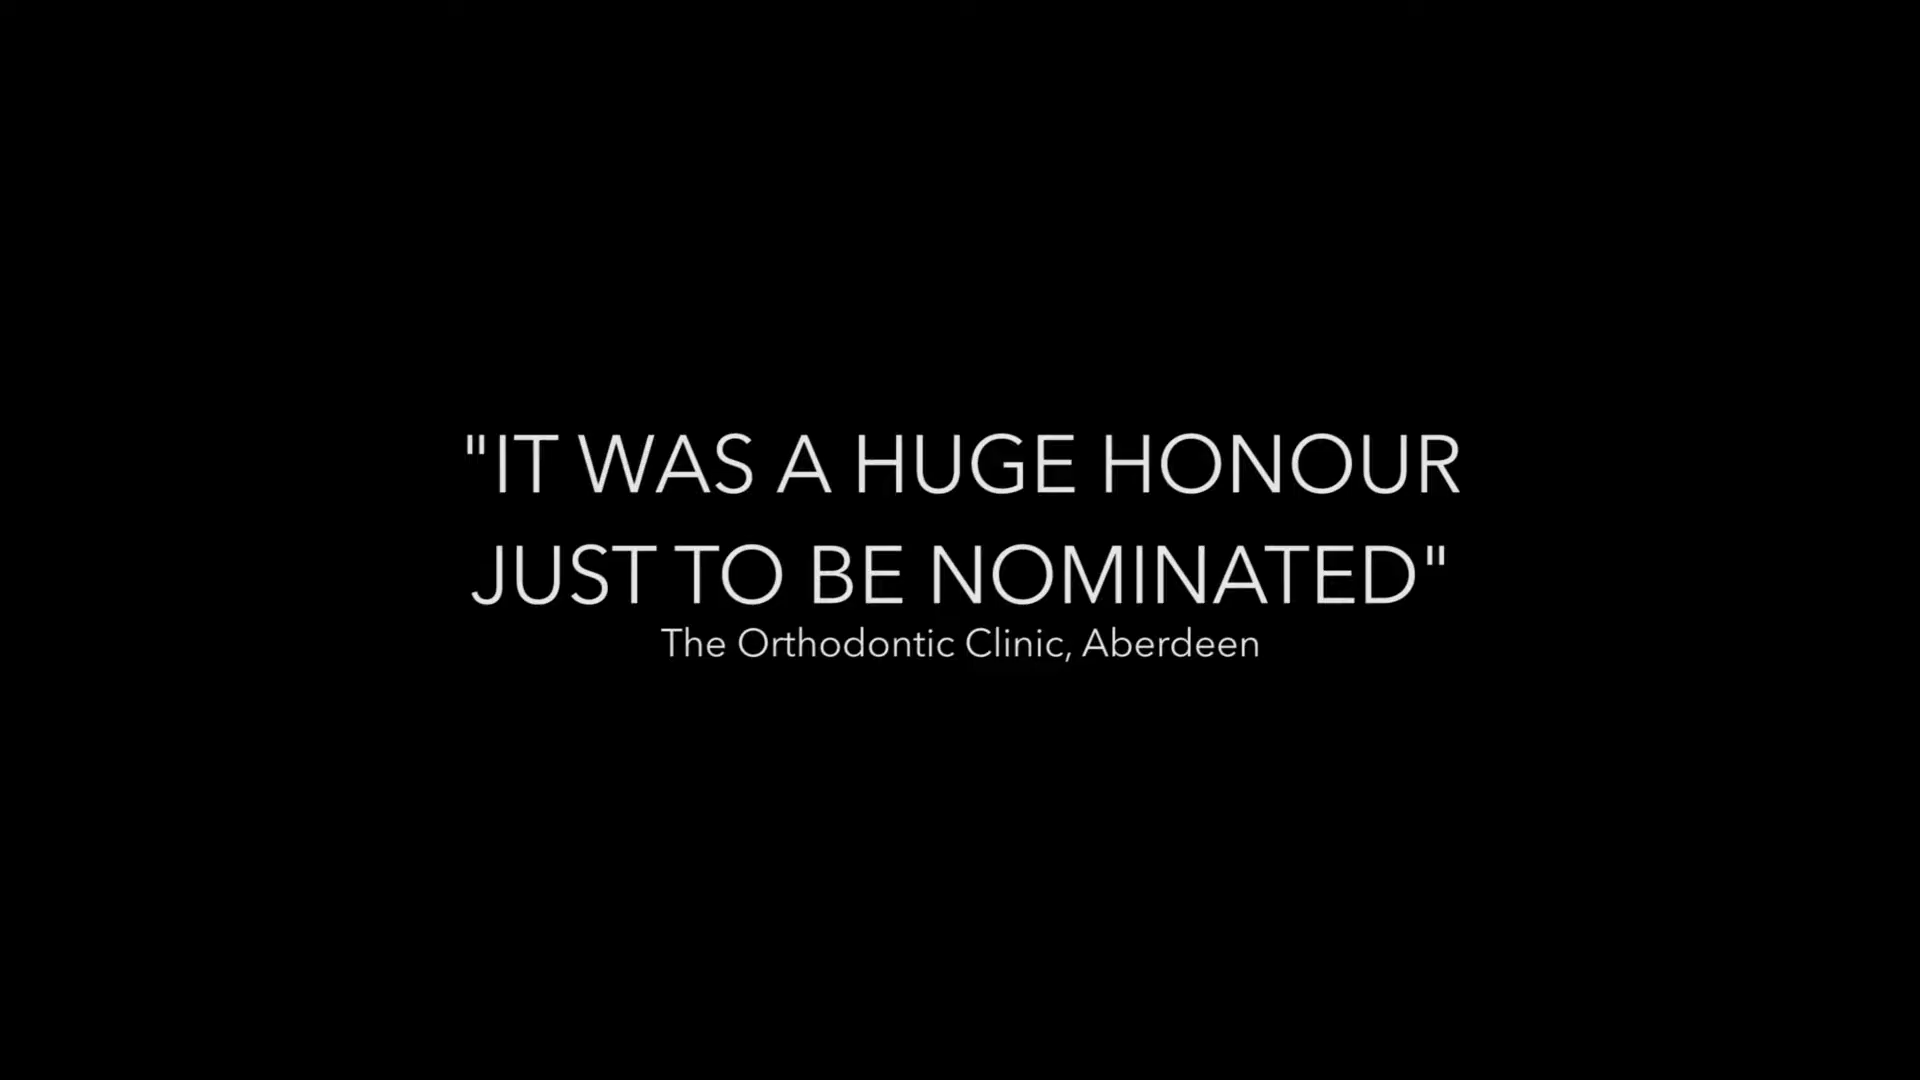 "IT WAS A HUGE HONOUR
JUST TO BE NOMINATED"
The Orthodontic Clinic, Aberdeen